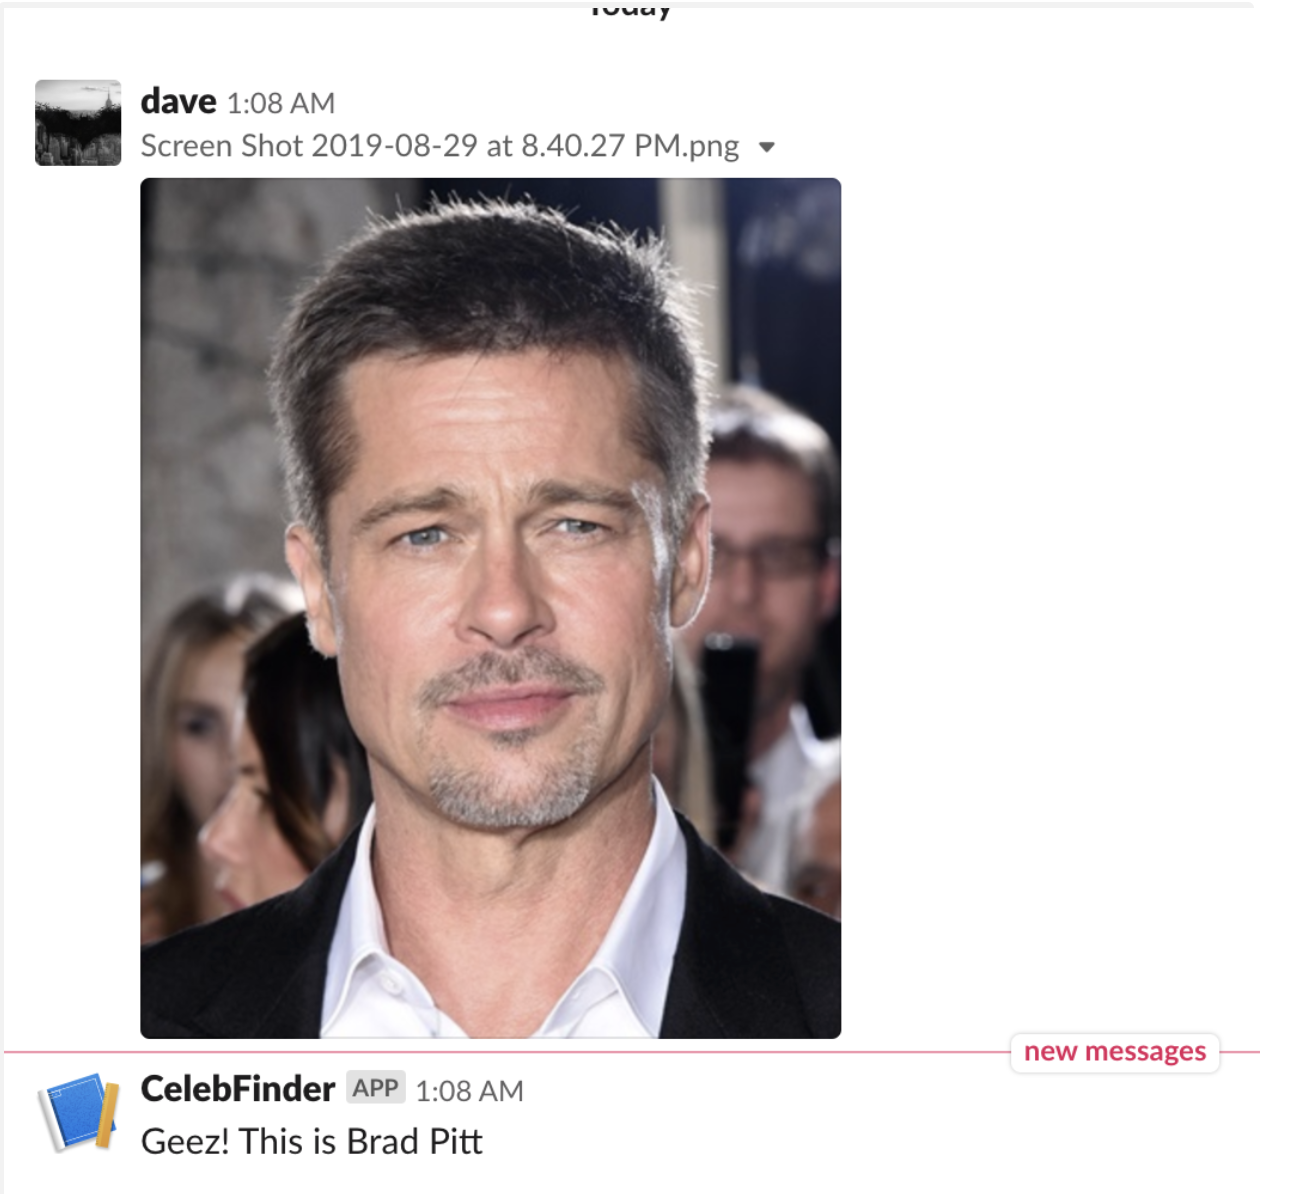 Today
dave 1:08 AM
Screen Shot 2019-08-29 at 8.40.27 PM.png
new messages
CelebFinder APP 1:08 AM
Geez! This is Brad Pitt